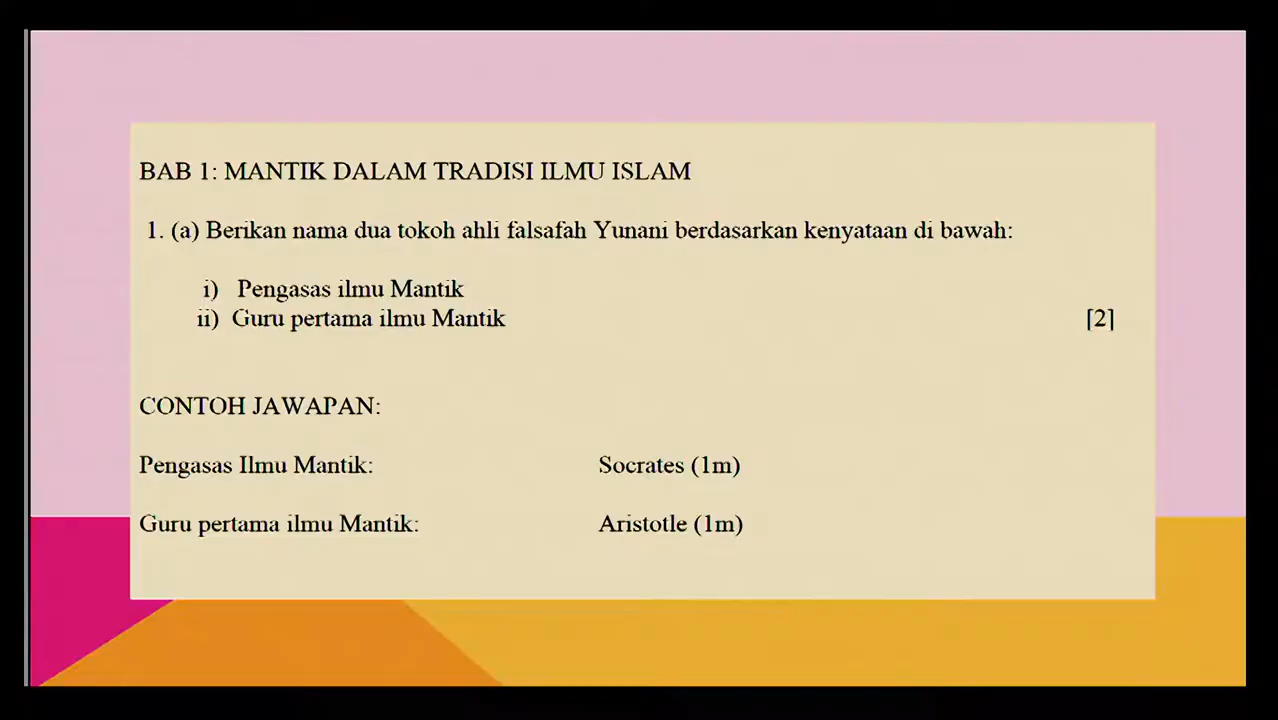 BAB 1: MANTIK DALAM TRADISI ILMU ISLAM
1. (a) Berikan nama dua tokoh ahli falsafah Yunani berdasarkan kenyataan di bawah:
i) Pengasas ilmu Mantik
ii) Guru pertama ilmu Mantik [2]
CONTOH JAWAPAN:
Pengasas Ilmu Mantik: Socrates (1m)
Guru pertama ilmu Mantik: Aristotle (1m)